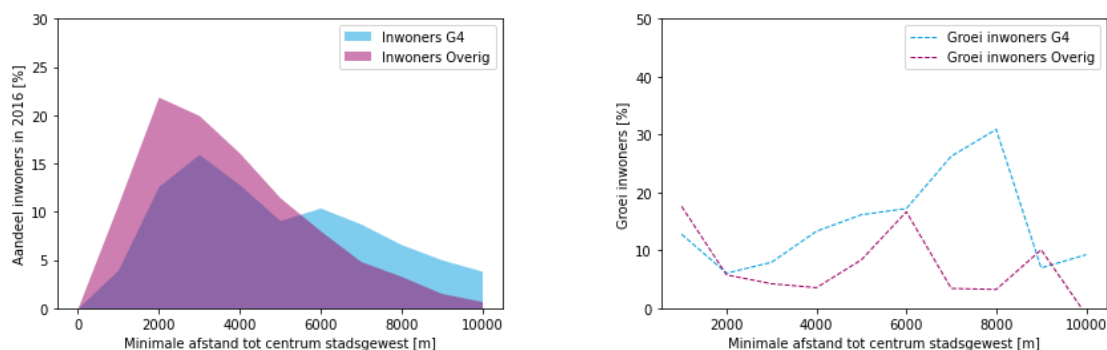 30
25
20
15
10
5
0
Aandeel inwoners in 2016 [%]
Inwoners G4
Inwoners Overig
0 2000 4000 6000 8000 10000
Minimale afstand tot centrum stadsgewest [m]
50
40
30
20
10
0
Groei inwoners [%]
Groei inwoners G4
Groei inwoners Overig
2000 4000 6000 8000 10000
Minimale afstand tot centrum stadsgewest [m]